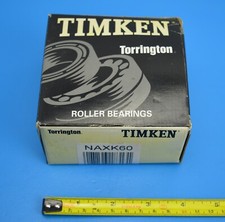 TIMKEN
Torrington
ROLLER BEARINGS
Torrington TIMKEN
NAXK60